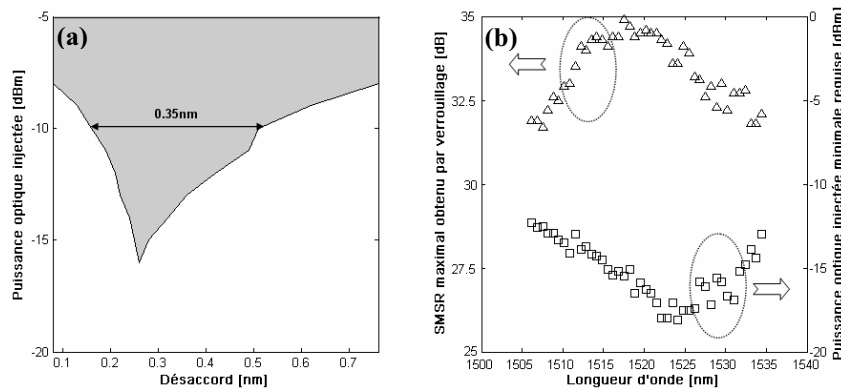 (a)
Puissance optique injectée [dBm]
-5
-10
-15
-20
0.35nm
0.1 0.2 0.3 0.4 0.5 0.6 0.7
Désaccord [nm]
(b)
SMSR maximal obtenu par verrouillage [dB]
35
32.5
30
27.5
25
0
-5
-10
-15
-20
Puissance optique injectée minimale requise [dBm]
1505 1510 1515 1520 1525 1530 1535 1540
Longueur d'onde [nm]